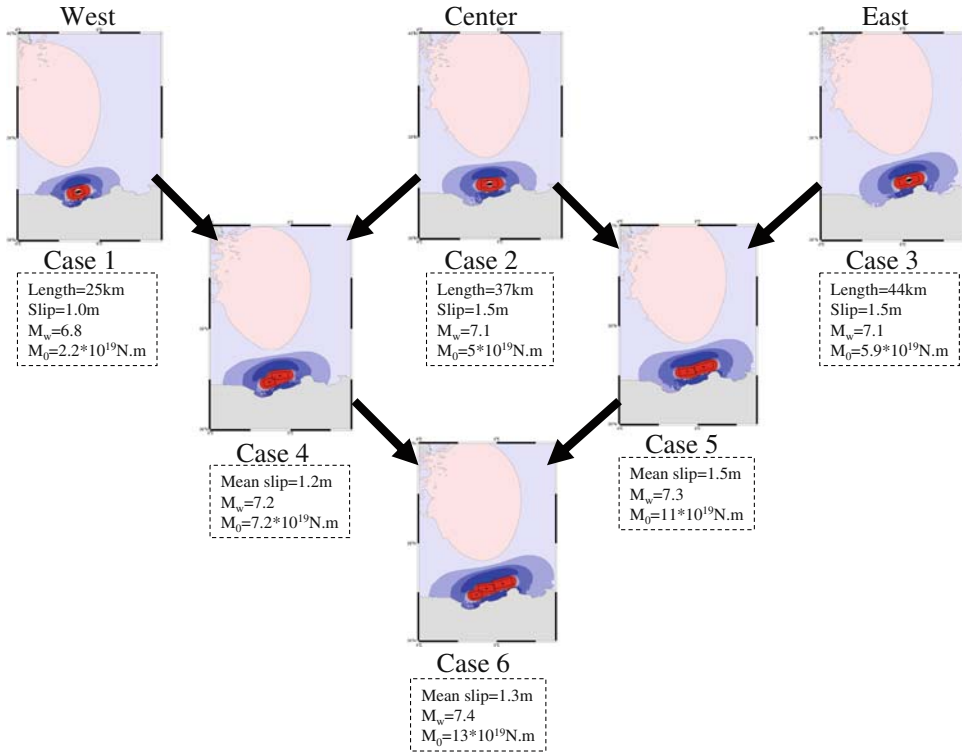 West
Center
East
Case 1
Length=25km
Slip=1.0m
Mw=6.8
M0=2.2*10^19N.m
Case 2
Length=37km
Slip=1.5m
Mw=7.1
M0=5*10^19N.m
Case 3
Length=44km
Slip=1.5m
Mw=7.1
M0=5.9*10^19N.m
Case 4
Mean slip=1.2m
Mw=7.2
M0=7.2*10^19N.m
Case 5
Mean slip=1.5m
Mw=7.3
M0=11*10^19N.m
Case 6
Mean slip=1.3m
Mw=7.4
M0=13*10^19N.m